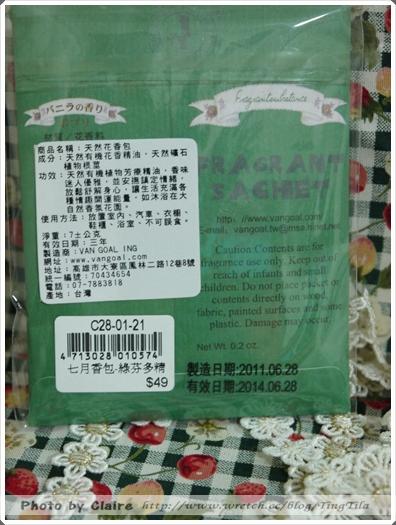 バニラの香り
Fragrance Substance
材質／花香料
商品名稱：天然花香包
成分：天然有機花香精油，天然礦石
植物根莖
功效：天然有機植物芳療精油，香味
迷人優雅，並安撫鎮定情緒，
放鬆舒解身心，讓生活充滿各
種情趣開運能量，如沐浴在大
自然香氛花園。
使用方法：放置室內、汽車、衣櫥、
鞋櫃、浴室、不可誤食。
淨重：7±公克
有效日期：三年
製造商：VAN GOAL ING
網址：www.vangoal.com
地址：高雄市大寮區鳳林二路12巷8號
統一編號：70434654
電話：07-7883818
產地：台灣
FRAGRANT
SACHET
http://www.vangoal.com/
E-mail, vangoal.tw@msa.hinet.net
Caution Contents are for
fragrance use only. Keep out of
reach of infants and small
children. Do not place packet or
contents directly on wood,
fabric, painted surfaces and some
plastic. Damage may occur.
Net Wt. 0.2 oz.
C28-01-21
4713028010574
七月香包-綠芬多精
$49
製造日期:2011.06.28
有效日期:2014.06.28
Photo by Claire http://www.wretch.cc/blog/TingTila